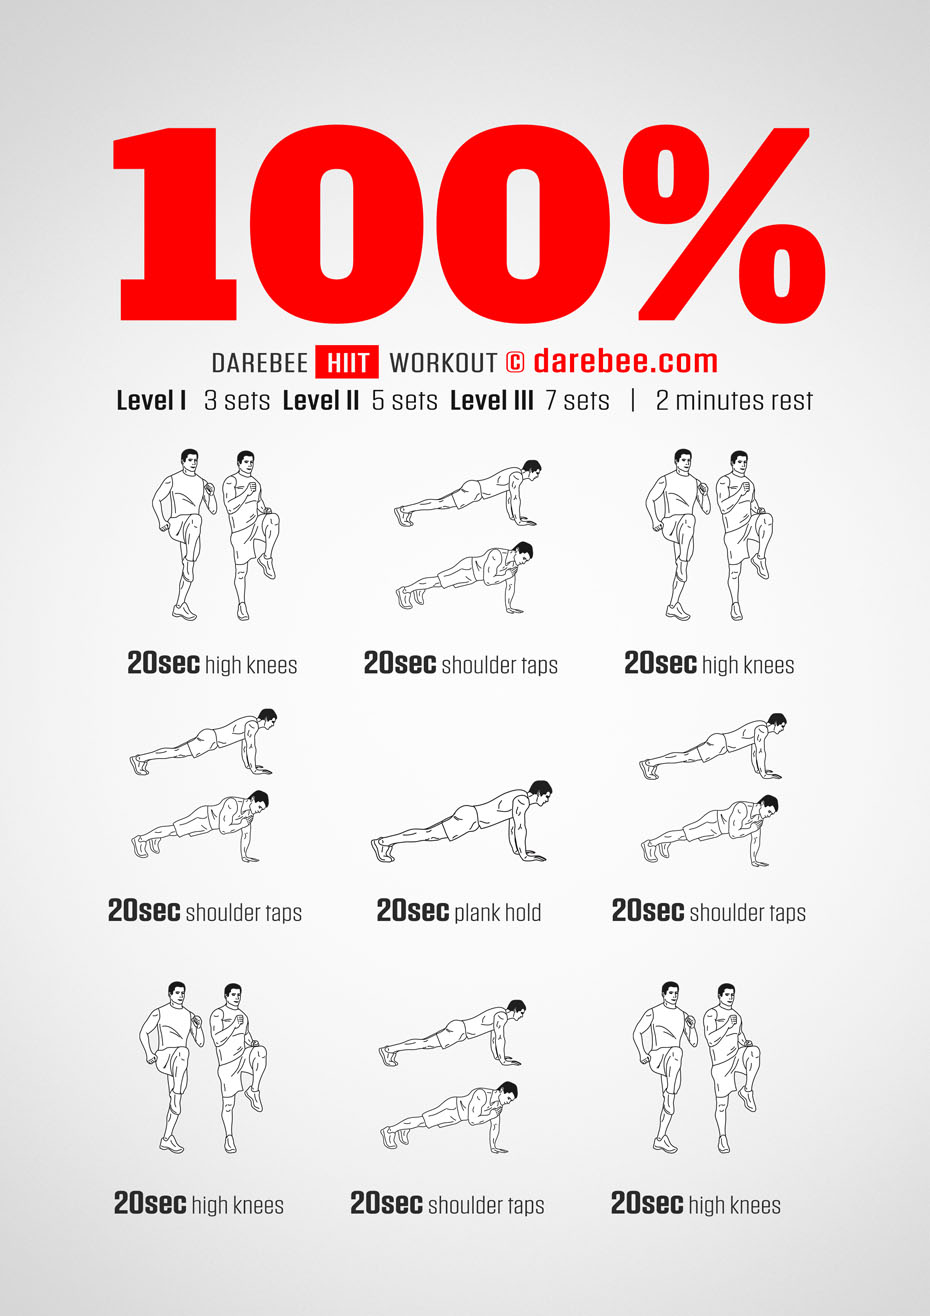 100%
DAREBEE HIIT WORKOUT © darebee.com
Level I 3 sets Level II 5 sets Level III 7 sets | 2 minutes rest
20sec high knees
20sec shoulder taps
20sec high knees
20sec shoulder taps
20sec plank hold
20sec shoulder taps
20sec high knees
20sec shoulder taps
20sec high knees